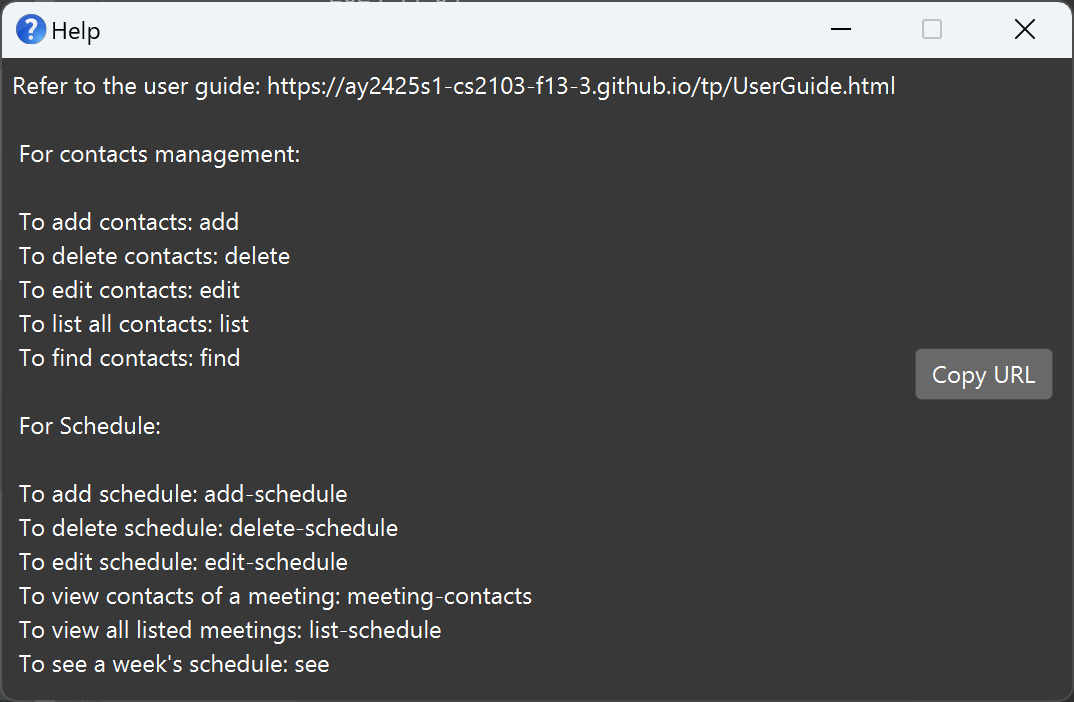 Help
Refer to the user guide: https://ay2425s1-cs2103-f13-3.github.io/tp/UserGuide.html
For contacts management:
To add contacts: add
To delete contacts: delete
To edit contacts: edit
To list all contacts: list
To find contacts: find
Copy URL
For Schedule:
To add schedule: add-schedule
To delete schedule: delete-schedule
To edit schedule: edit-schedule
To view contacts of a meeting: meeting-contacts
To view all listed meetings: list-schedule
To see a week's schedule: see